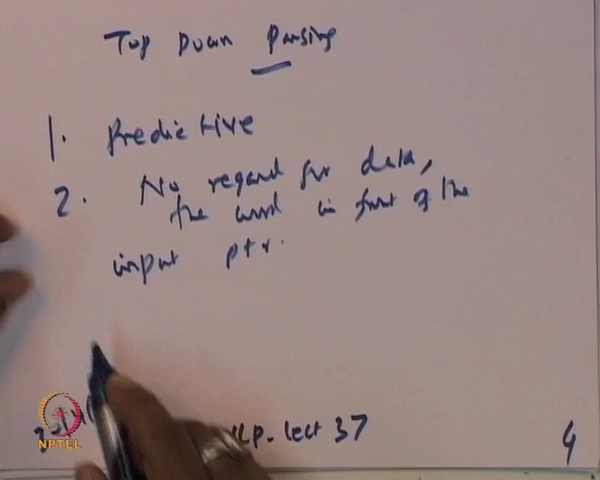 Top Down Parsing
1. Predictive
2. No regard for data,
the word in front of the
input ptr.
NLP. Lect 37
4
NPTEL